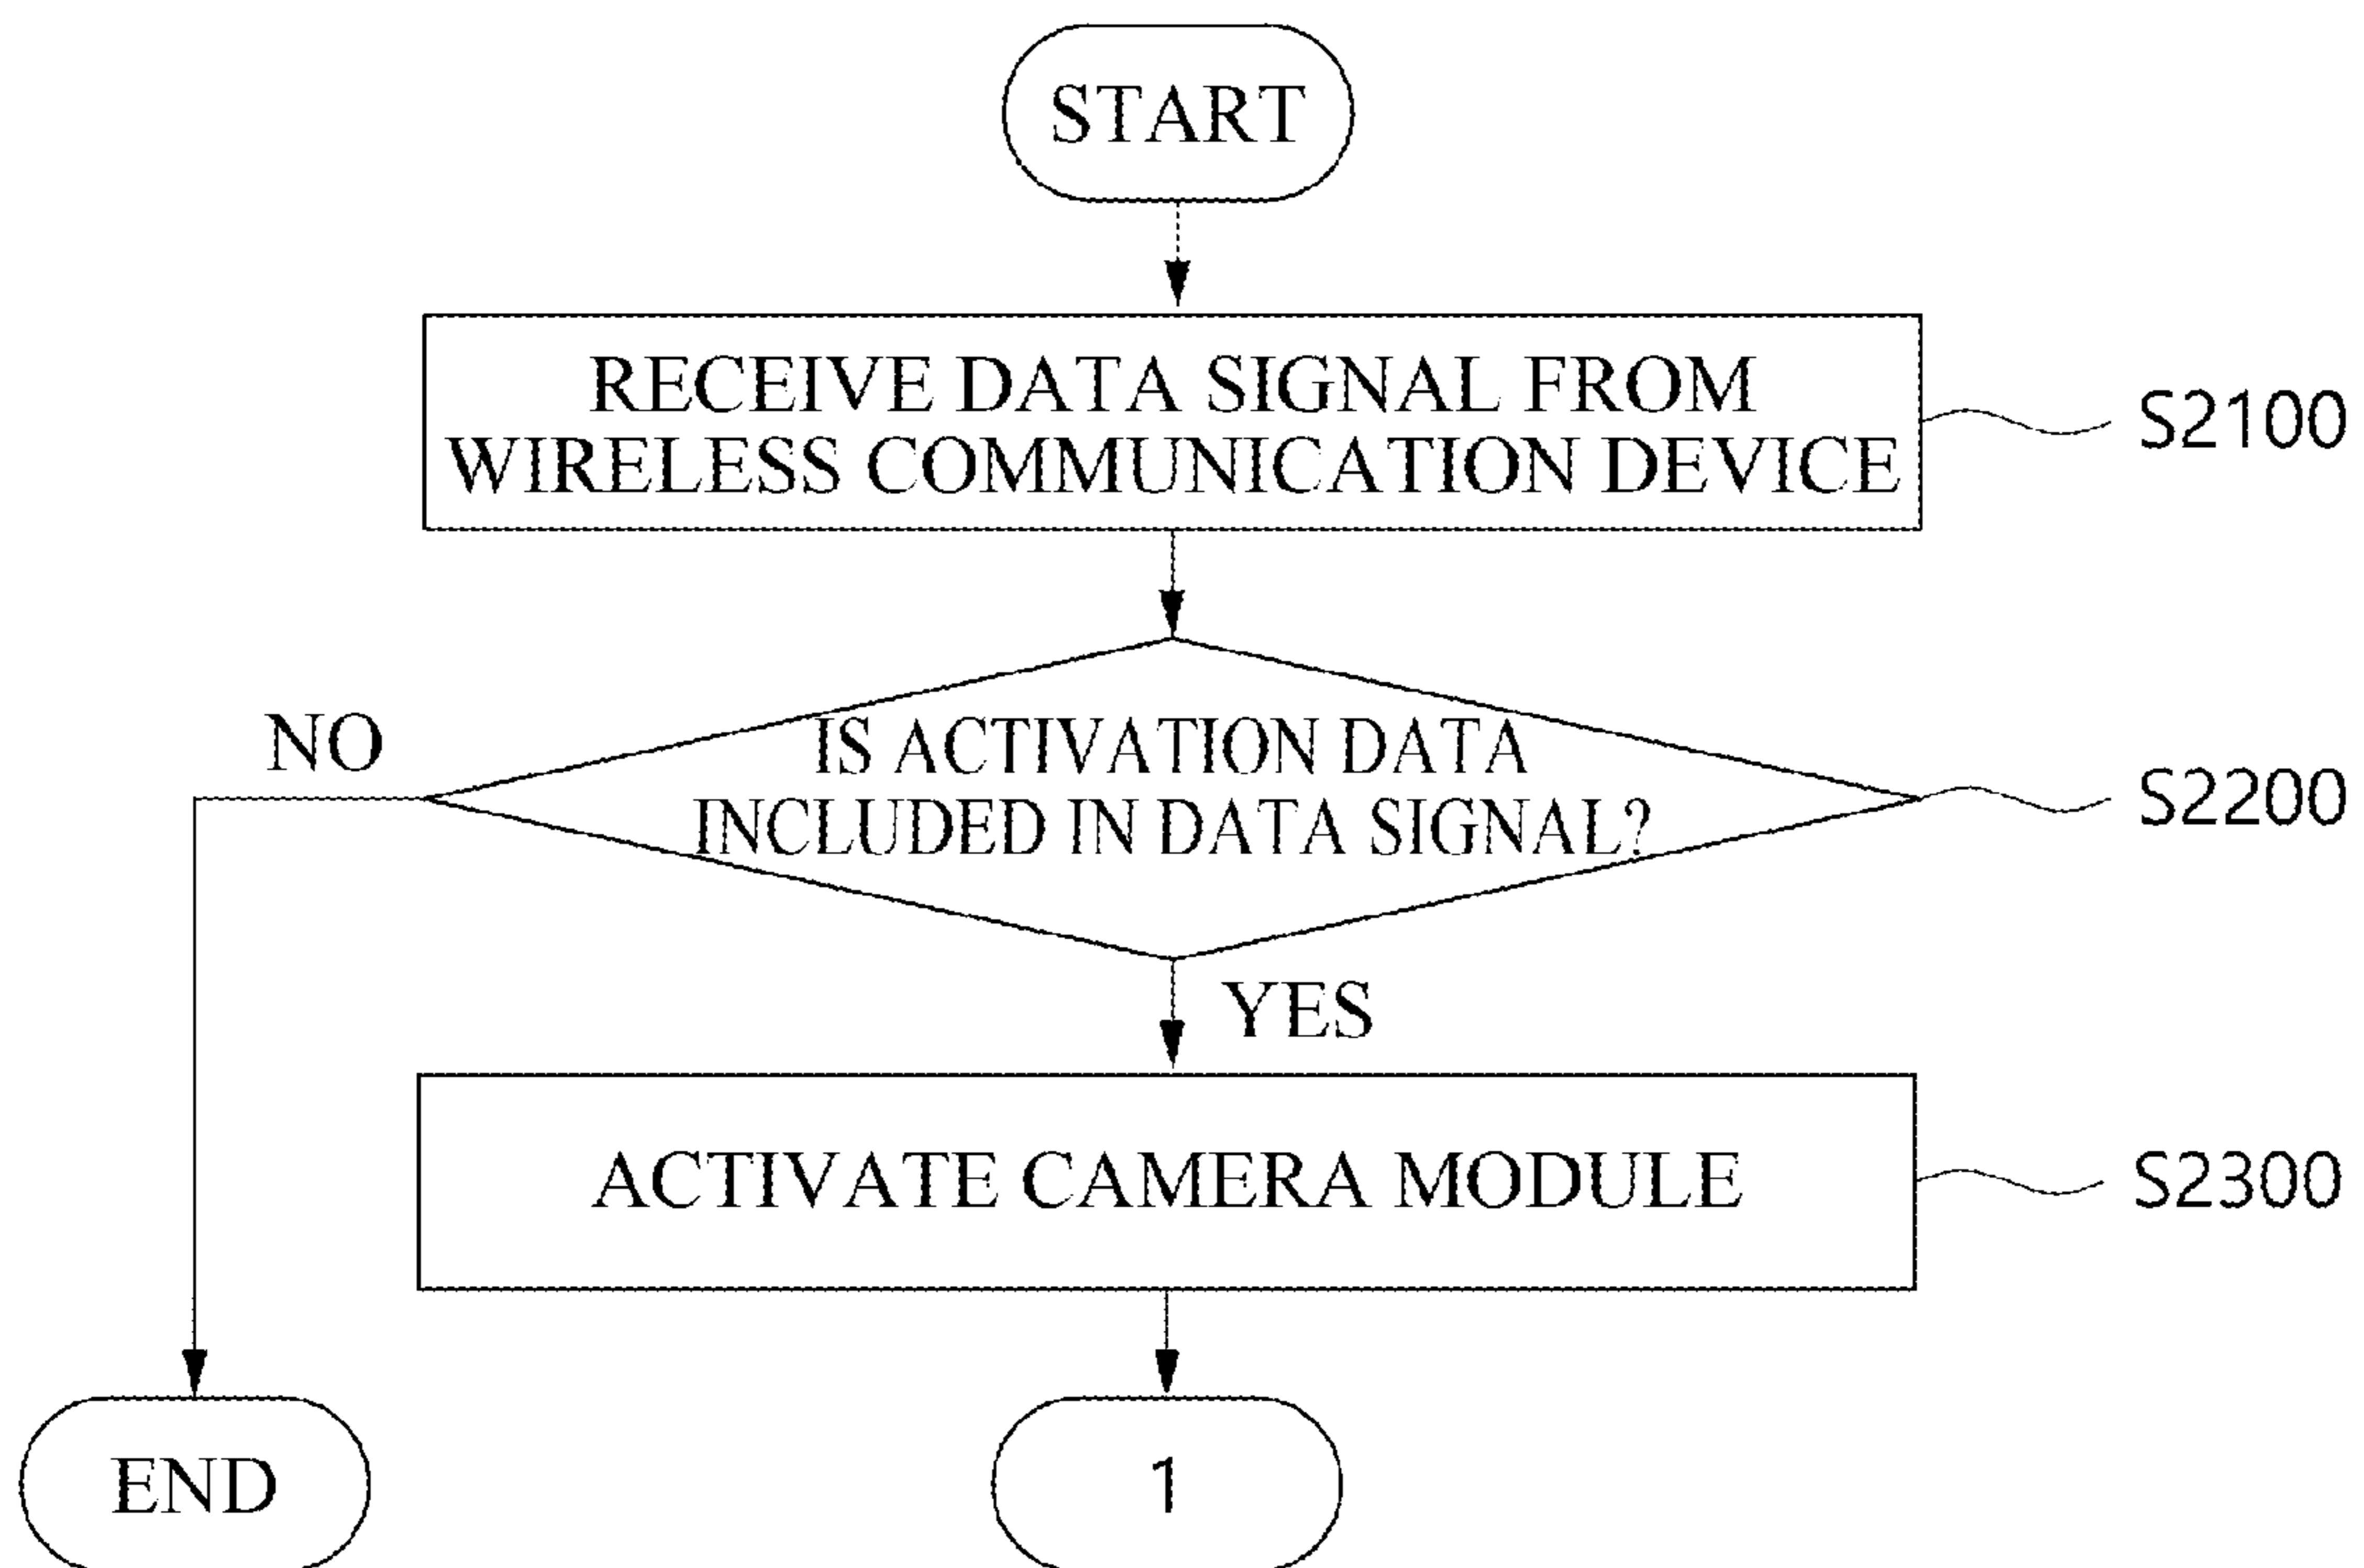 START
RECEIVE DATA SIGNAL FROM
WIRELESS COMMUNICATION DEVICE
S2100
NO
IS ACTIVATION DATA
INCLUDED IN DATA SIGNAL?
S2200
YES
ACTIVATE CAMERA MODULE
S2300
END
1